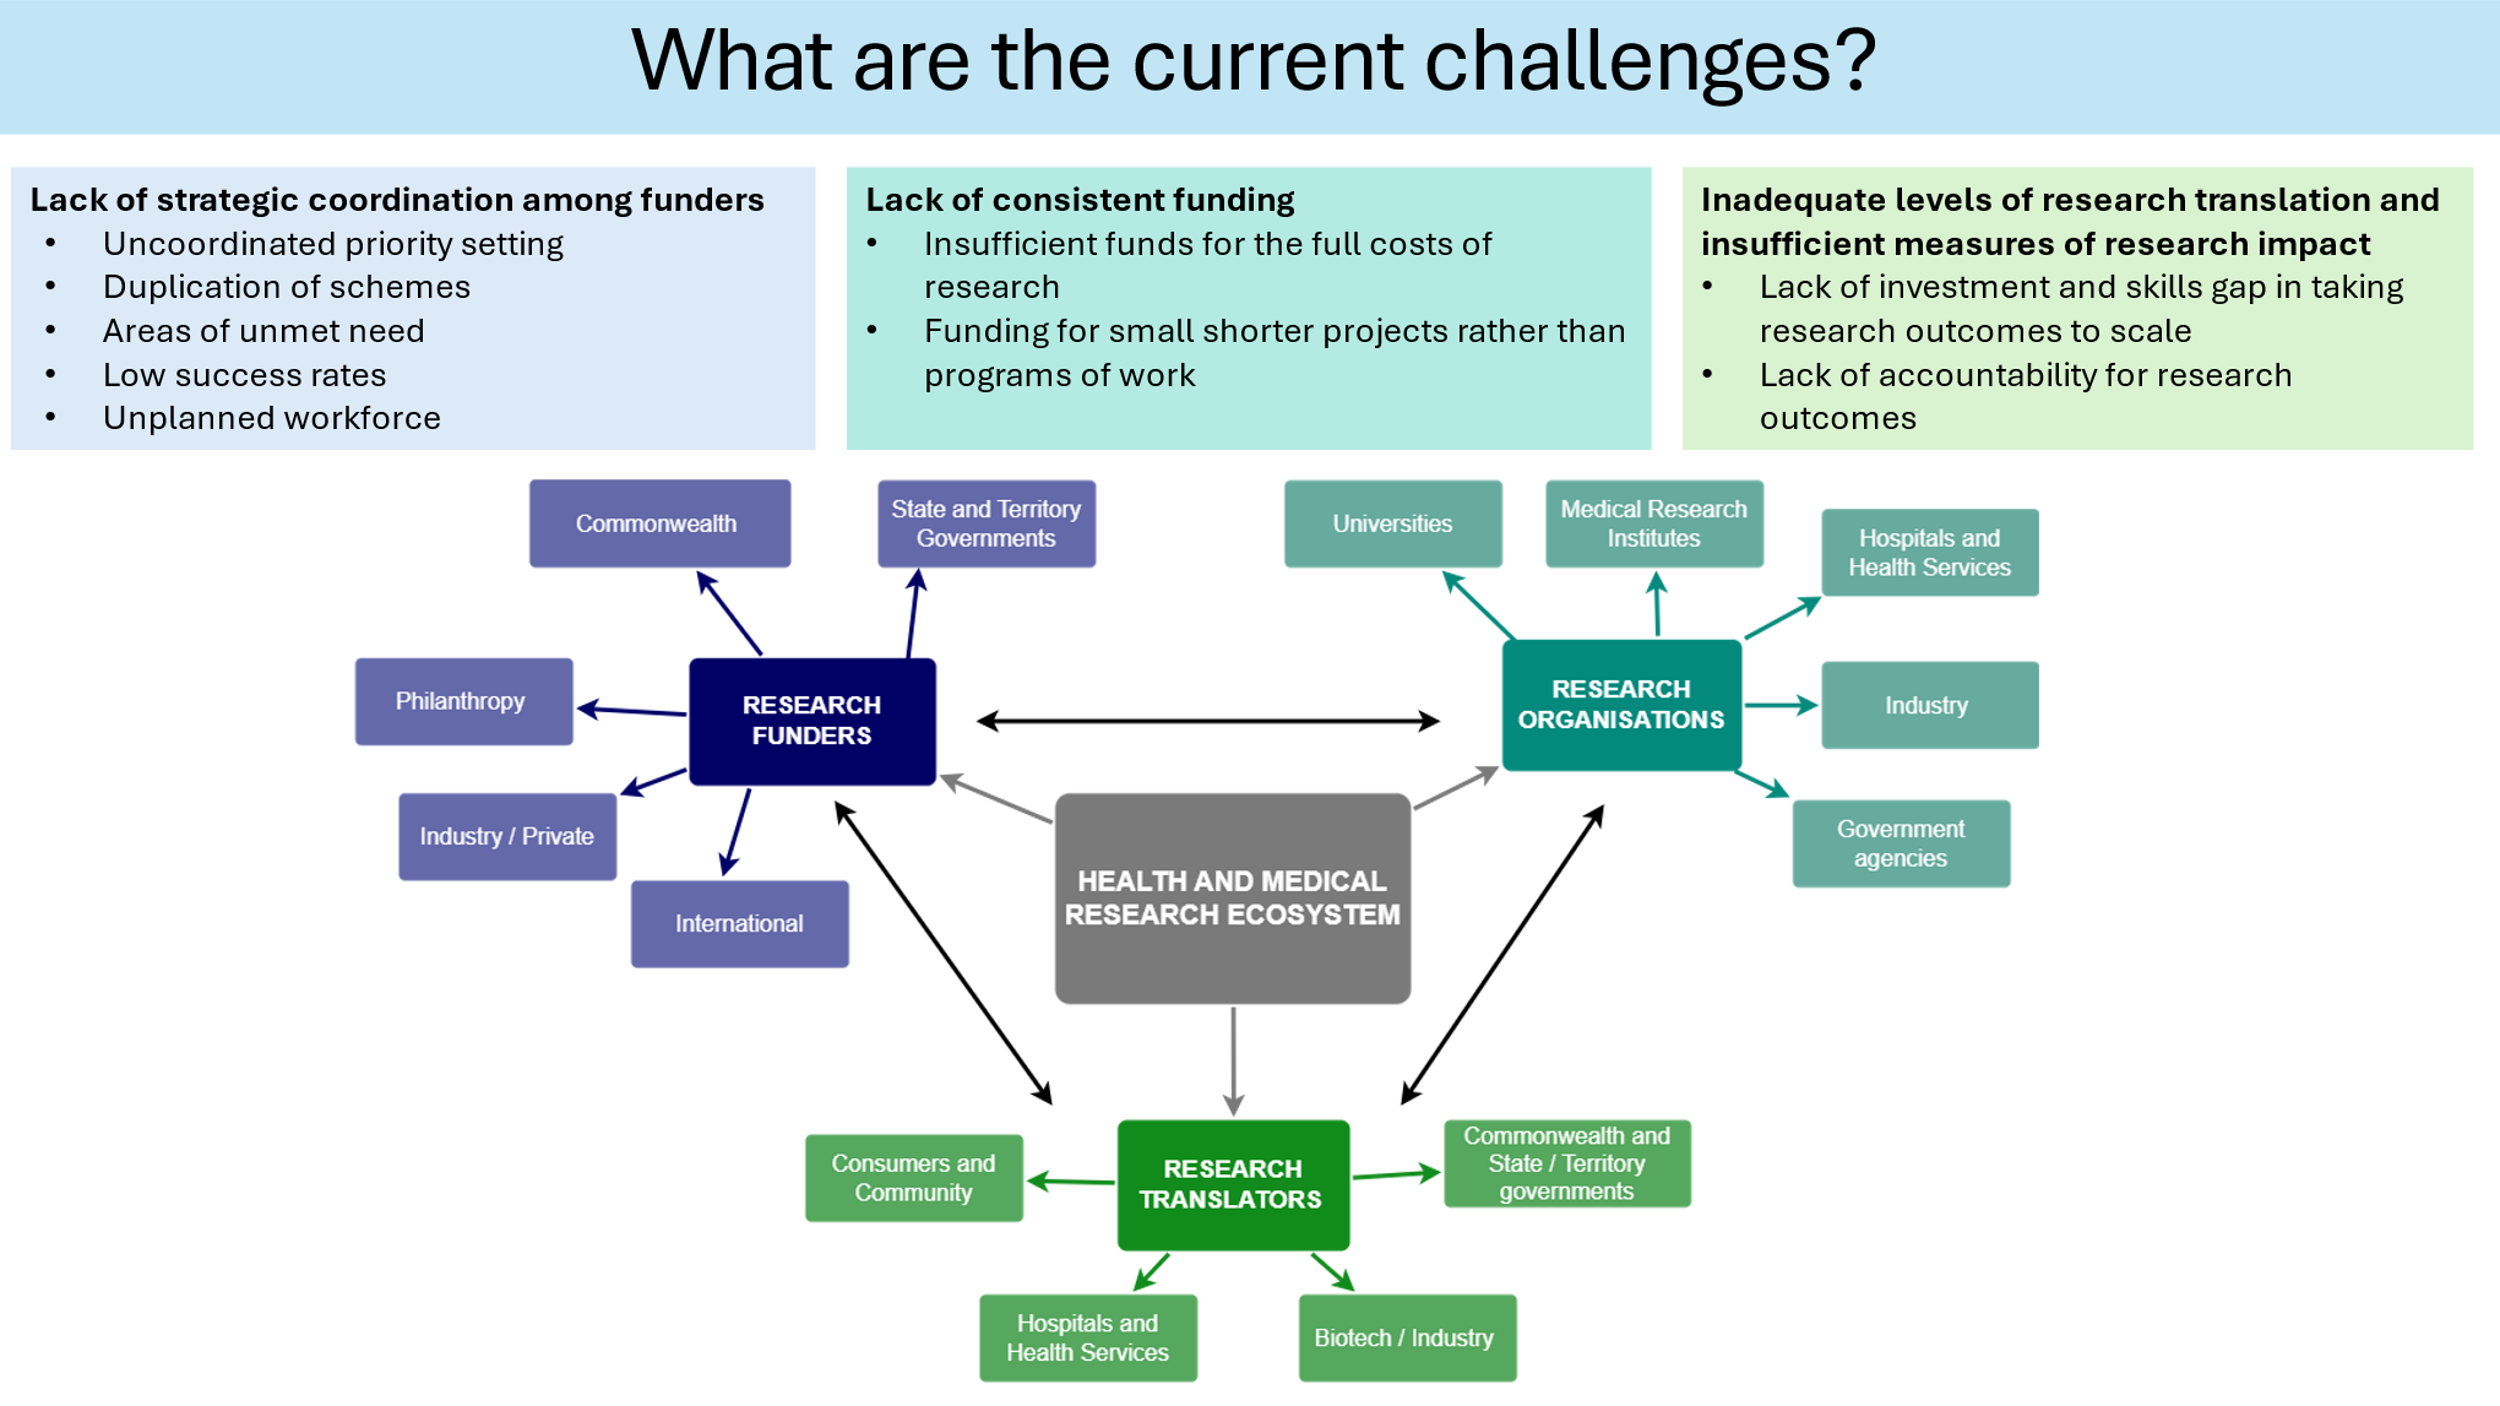 What are the current challenges?
Lack of strategic coordination among funders
• Uncoordinated priority setting
• Duplication of schemes
• Areas of unmet need
• Low success rates
• Unplanned workforce
Lack of consistent funding
• Insufficient funds for the full costs of
research
• Funding for small shorter projects rather than
programs of work
Inadequate levels of research translation and
insufficient measures of research impact
• Lack of investment and skills gap in taking
research outcomes to scale
• Lack of accountability for research
outcomes
Commonwealth
State and Territory
Governments
Philanthropy
RESEARCH
FUNDERS
Industry / Private
International
Universities
Medical Research
Institutes
Hospitals and
Health Services
RESEARCH
ORGANISATIONS
Industry
Government
agencies
HEALTH AND MEDICAL
RESEARCH ECOSYSTEM
Consumers and
Community
RESEARCH
TRANSLATORS
Commonwealth and
State / Territory
governments
Hospitals and
Health Services
Biotech / Industry